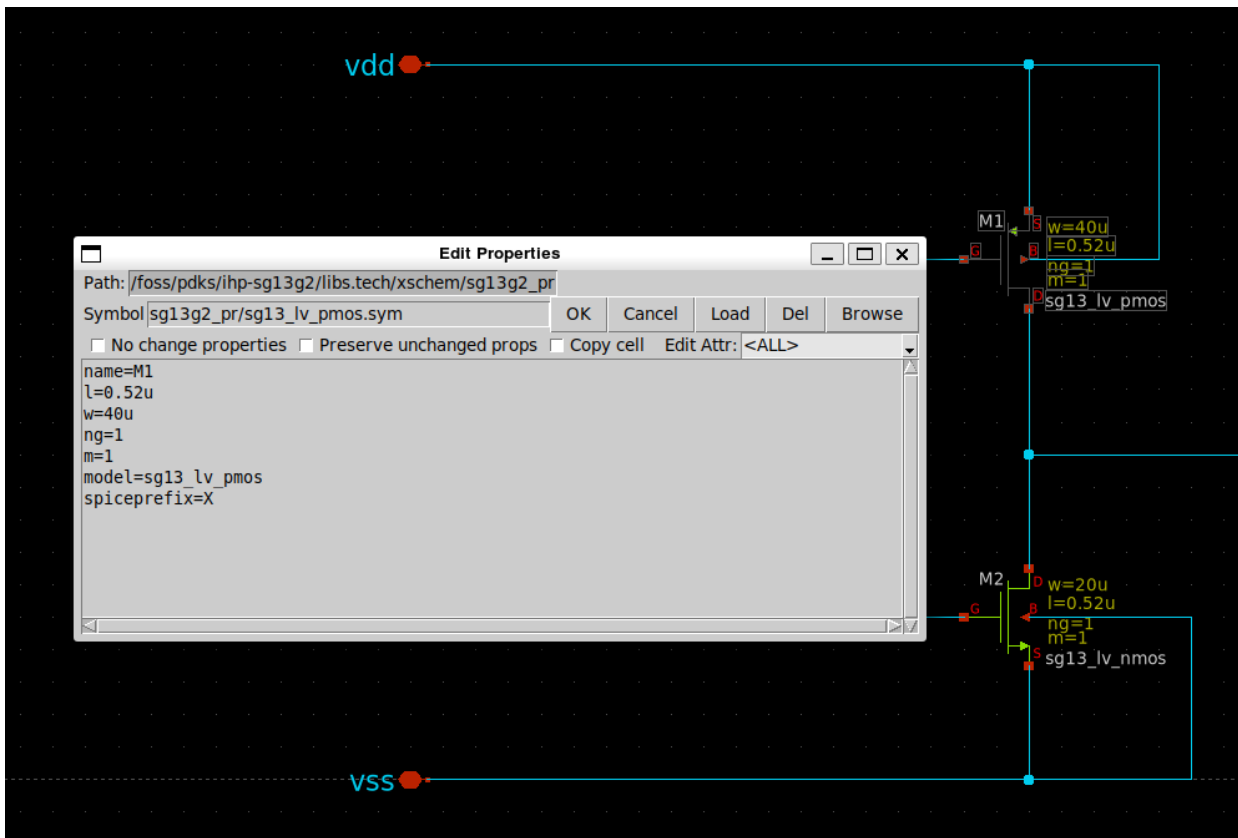 vdd
M1
S
w=40u
G
B
l=0.52u
ng=1
m=1
D
sg13_lv_pmos
Edit Properties
Path: /foss/pdks/ihp-sg13g2/libs.tech/xschem/sg13g2_pr
Symbol sg13g2_pr/sg13_lv_pmos.sym OK Cancel Load Del Browse
No change properties Preserve unchanged props Copy cell Edit Attr: <ALL>
name=M1
l=0.52u
w=40u
ng=1
m=1
model=sg13_lv_pmos
spiceprefix=X
M2
D
w=20u
G
B
l=0.52u
ng=1
m=1
S
sg13_lv_nmos
vss